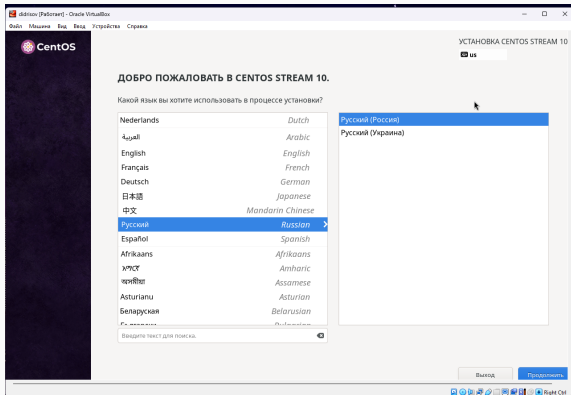 didrisov [Работает] - Oracle VirtualBox
Файл Машина Вид Ввод Устройства Справка
CentOS
УСТАНОВКА CENTOS STREAM 10
us
ДОБРО ПОЖАЛОВАТЬ В CENTOS STREAM 10.
Какой язык вы хотите использовать в процессе установки?
Nederlands Dutch
العربية Arabic
English English
Français French
Deutsch German
日本語 Japanese
中文 Mandarin Chinese
Русский Russian
Español Spanish
Afrikaans Afrikaans
አማርኛ Amharic
অসমীয়া Assamese
Asturianu Asturian
Беларуская Belarusian
Русский (Россия)
Русский (Украина)
Введите текст для поиска.
Выход
Продолжить
Right Ctrl